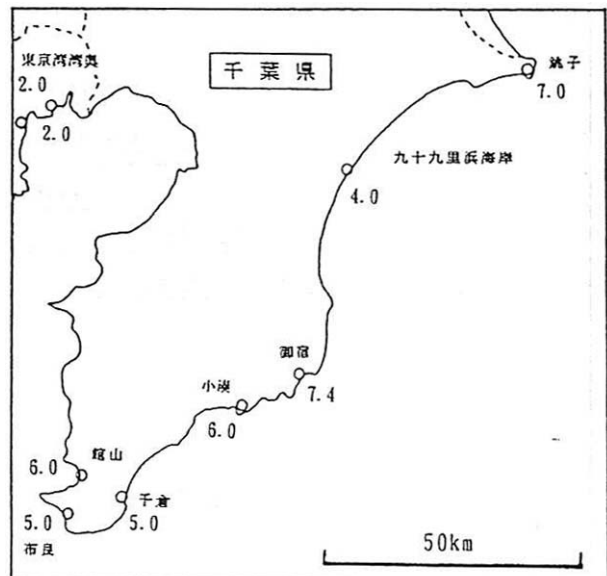 東京湾湾奥
2.0
2.0
千葉県
銚子
7.0
九十九里浜海岸
4.0
御宿
7.4
小湊
6.0
6.0
館山
5.0
布良
千倉
5.0
50km